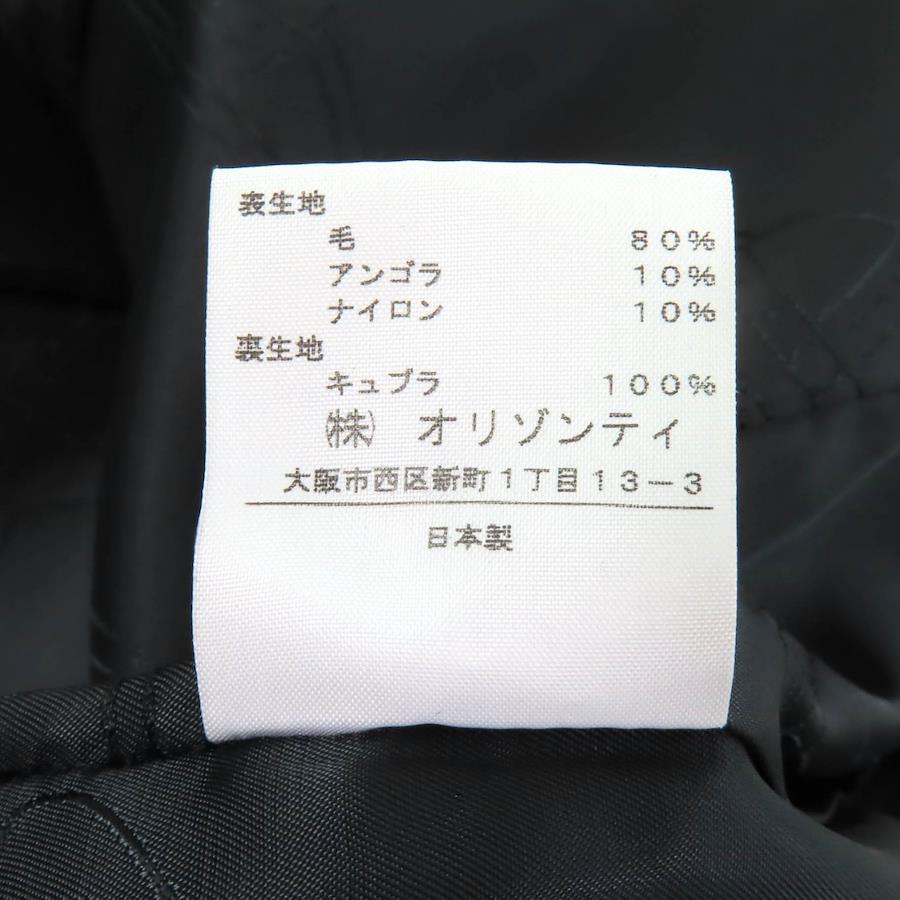 表生地
毛 80%
アンゴラ 10%
ナイロン 10%
裏生地
キュプラ 100%
㈱ オリゾンティ
大阪市西区新町1丁目13-3
日本製